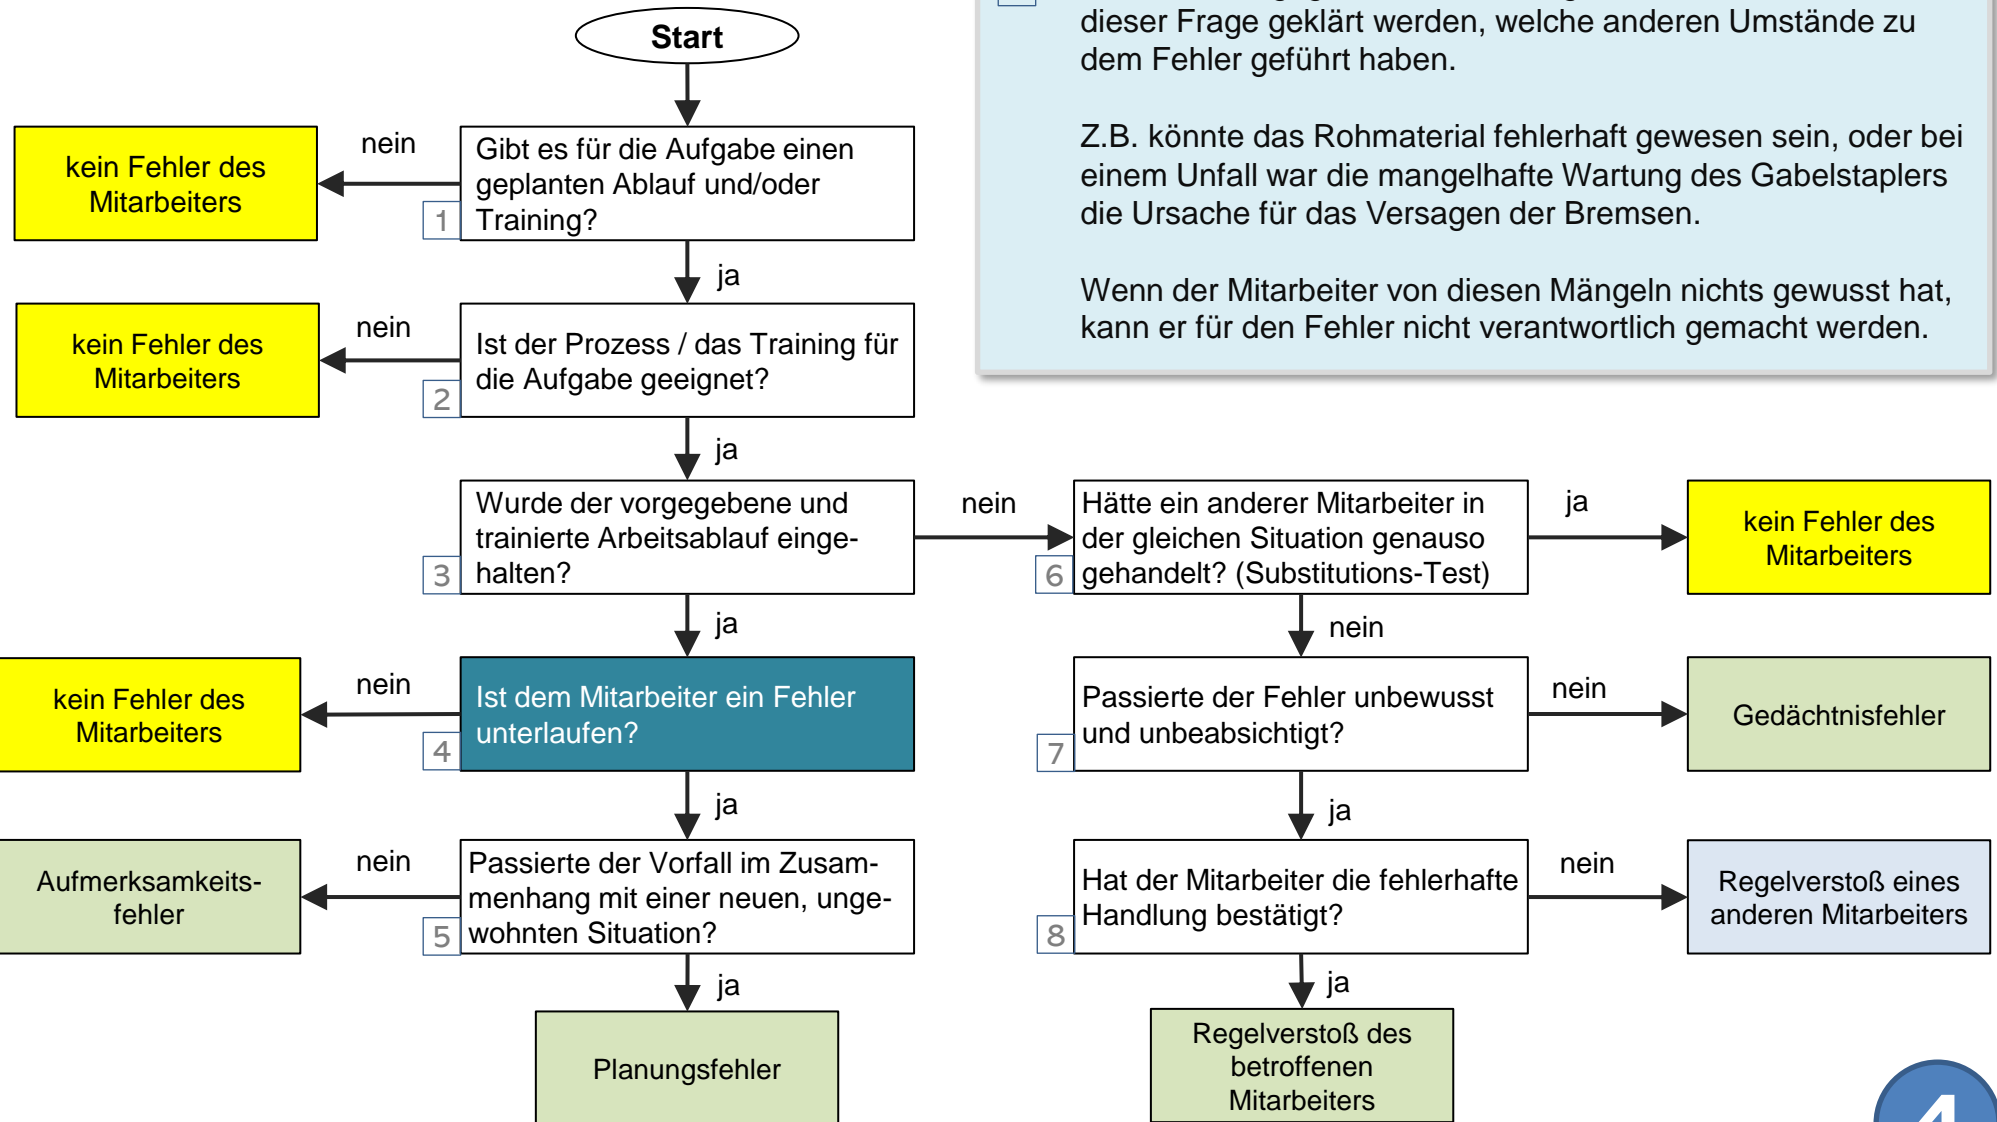 Start
dieser Frage geklärt werden, welche anderen Umstände zu
dem Fehler geführt haben.
Z.B. könnte das Rohmaterial fehlerhaft gewesen sein, oder bei
einem Unfall war die mangelhafte Wartung des Gabelstaplers
die Ursache für das Versagen der Bremsen.
Wenn der Mitarbeiter von diesen Mängeln nichts gewusst hat,
kann er für den Fehler nicht verantwortlich gemacht werden.
kein Fehler des
Mitarbeiters
nein
Gibt es für die Aufgabe einen
geplanten Ablauf und/oder
Training?
1
ja
kein Fehler des
Mitarbeiters
nein
Ist der Prozess / das Training für
die Aufgabe geeignet?
2
ja
Wurde der vorgegebene und
trainierte Arbeitsablauf einge-
halten?
3
nein
Hätte ein anderer Mitarbeiter in
der gleichen Situation genauso
gehandelt? (Substitutions-Test)
6
ja
kein Fehler des
Mitarbeiters
ja
nein
kein Fehler des
Mitarbeiters
nein
Ist dem Mitarbeiter ein Fehler
unterlaufen?
4
Passierte der Fehler unbewusst
und unbeabsichtigt?
7
nein
Gedächtnisfehler
ja
ja
Aufmerksamkeits-
fehler
nein
Passierte der Vorfall im Zusam-
menhang mit einer neuen, unge-
wohnten Situation?
5
Hat der Mitarbeiter die fehlerhafte
Handlung bestätigt?
8
nein
Regelverstoß eines
anderen Mitarbeiters
ja
ja
Planungsfehler
Regelverstoß des
betroffenen
Mitarbeiters
4